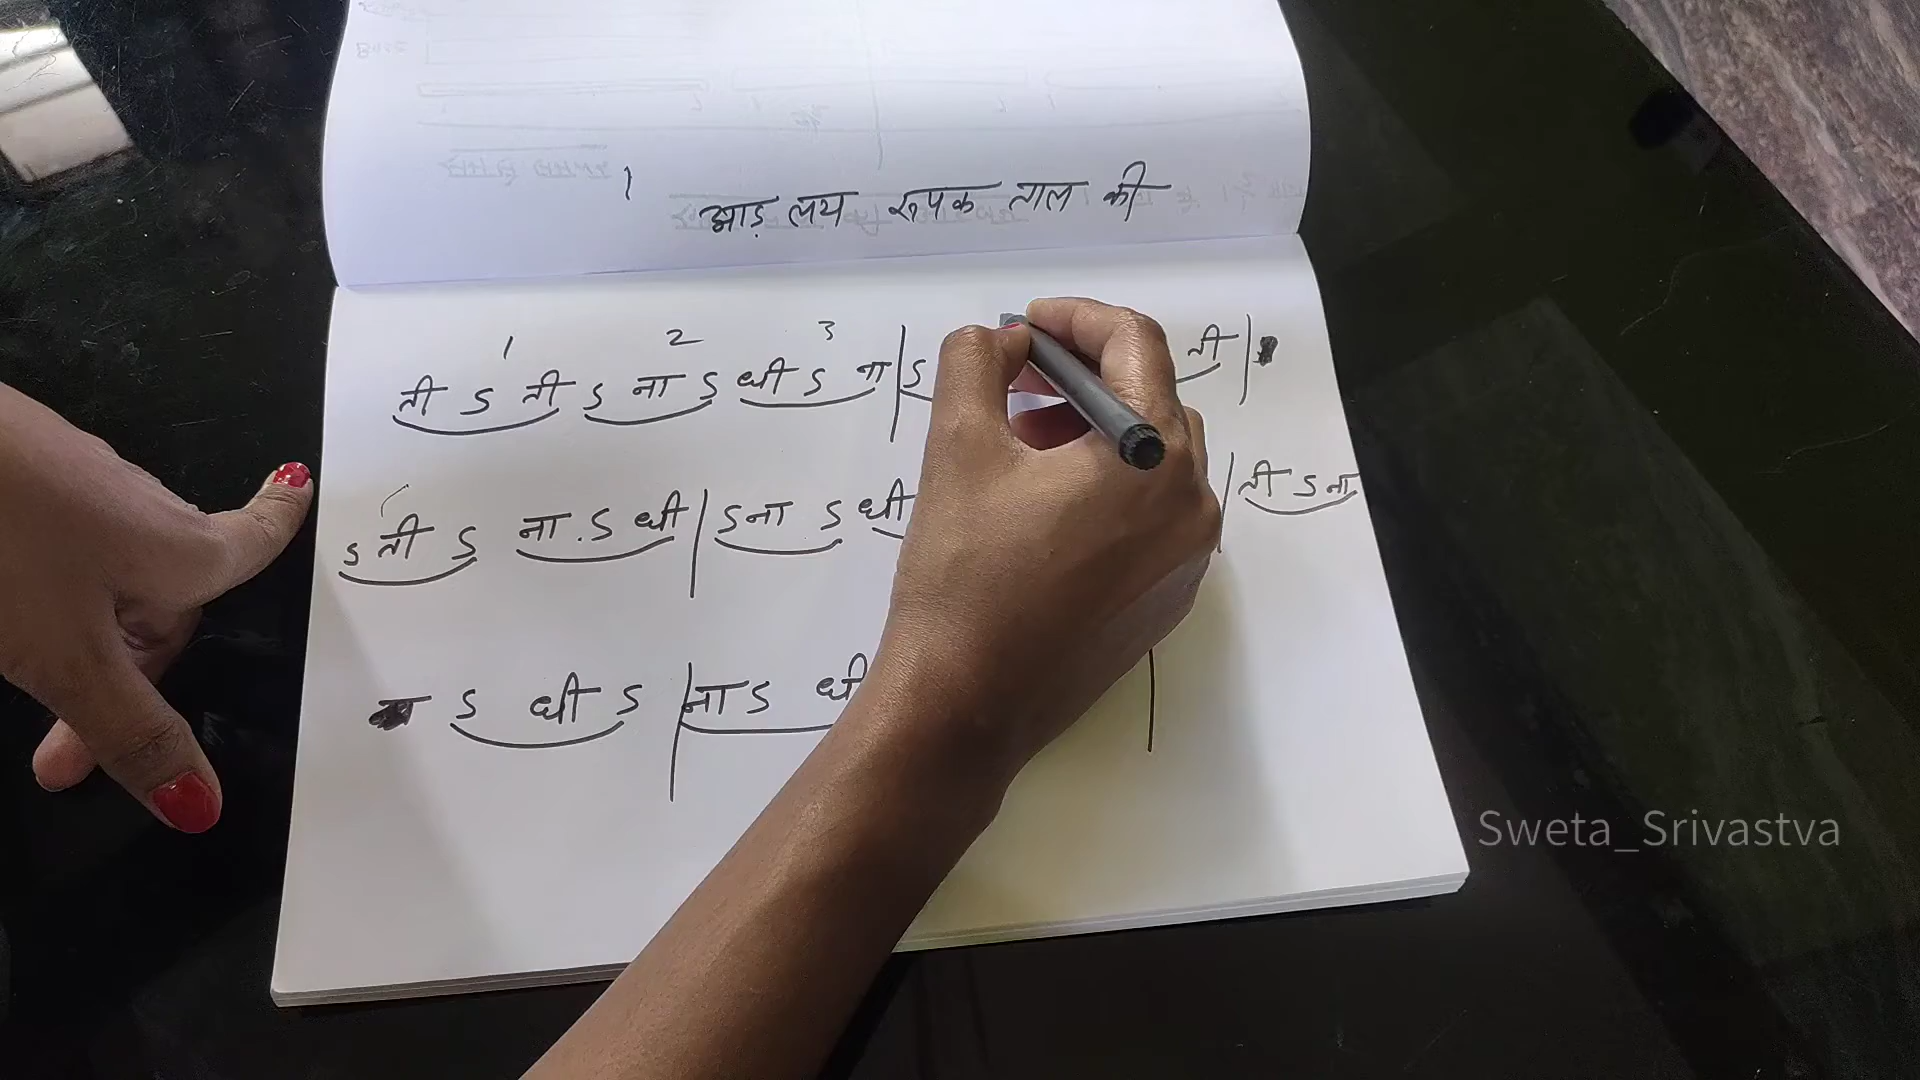 आड़ लय रूपक ताल की
1 2 3
ती ऽ ती ऽ ना ऽ धी ऽ ना | ऽ ती |
ऽ ती ऽ ना . ऽ धी | ऽ ना ऽ धी | ती ऽ ना
ऽ धी ऽ | ना ऽ धी |
Sweta_Srivastva